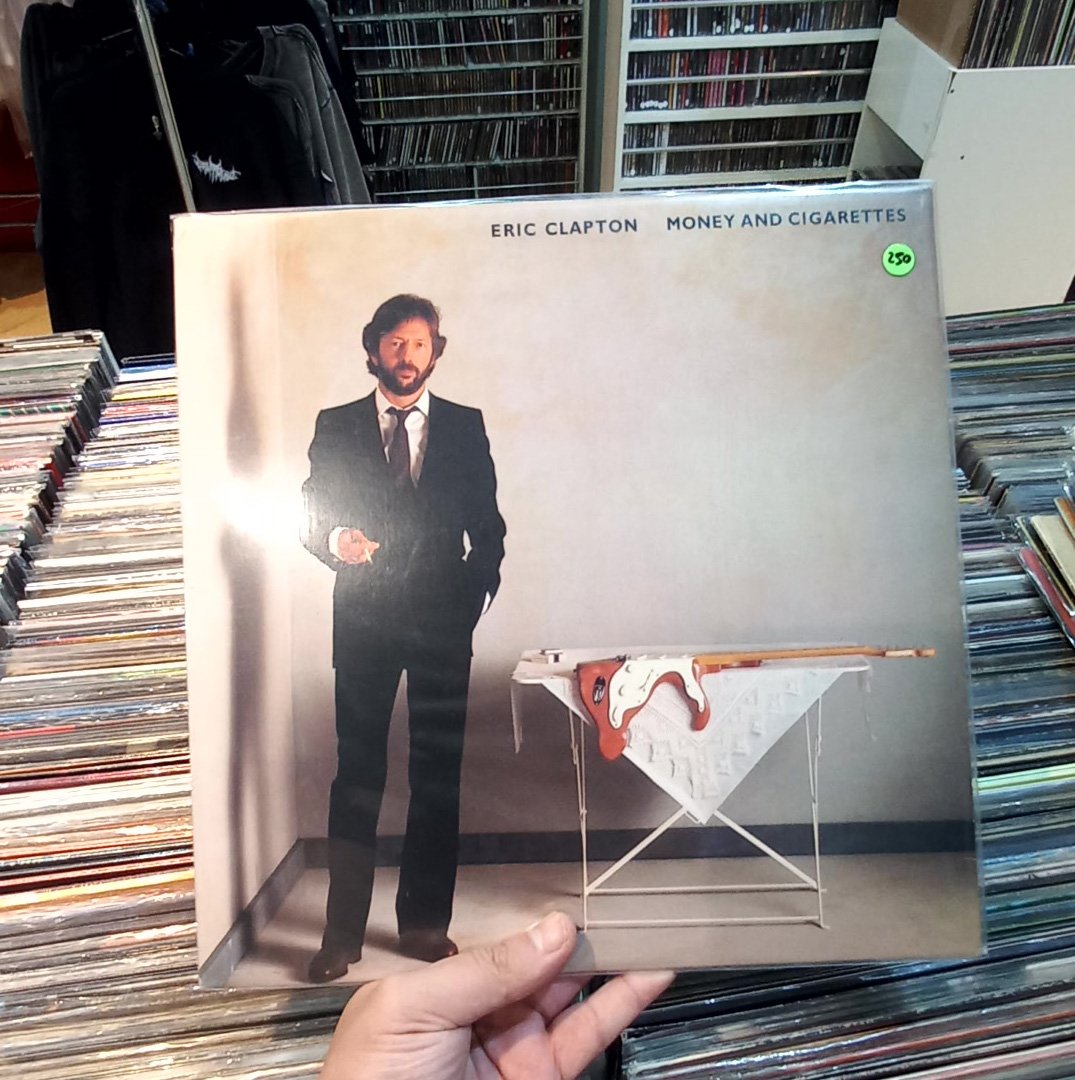 ERIC CLAPTON MONEY AND CIGARETTES
250